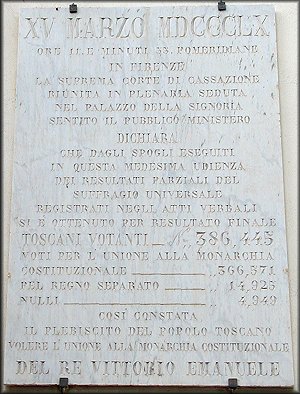 XV MARZO MDCCCLX
ORE 11. E MINUTI 55. POMERIDIANE
IN FIRENZE
LA SUPREMA CORTE DI CASSAZIONE
RIUNITA IN PLENARIA SEDUTA
NEL PALAZZO DELLA SIGNORIA
SENTITO IL PUBBLICO MINISTERO
DICHIARA
CHE DAGLI SPOGLI ESEGUITI
IN QUESTA MEDESIMA UDIENZA
DEI RESULTATI PARZIALI DEL
SUFFRAGIO UNIVERSALE
REGISTRATI NEGLI ATTI VERBALI
SI È OTTENUTO PER RESULTATO FINALE
TOSCANI VOTANTI — N. 386,445
VOTI PER L'UNIONE ALLA MONARCHIA
COSTITUZIONALE — 366,571
PEL REGNO SEPARATO — 14,925
NULLI — 4,949
COSI CONSTATA
IL PLEBISCITO DEL POPOLO TOSCANO
VOLERE L'UNIONE ALLA MONARCHIA COSTITUZIONALE
DEL RE VITTORIO EMANUELE